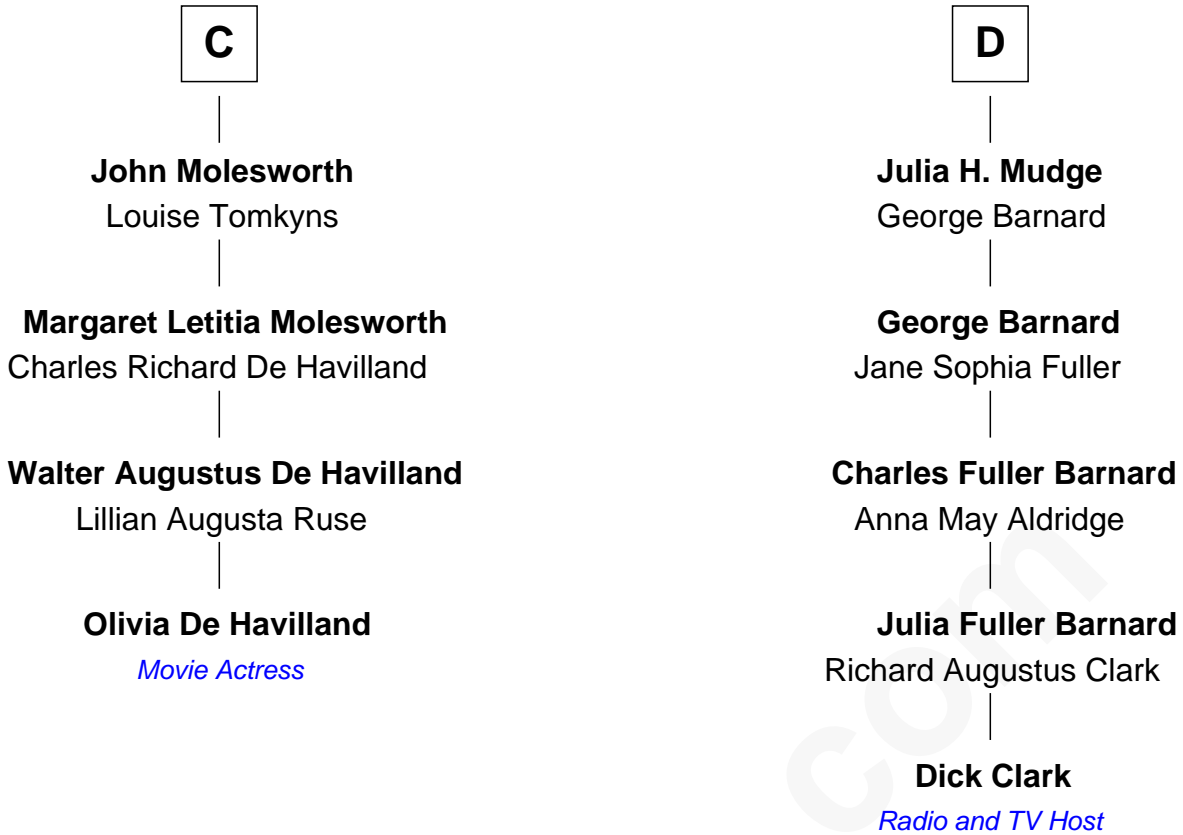 C
John Molesworth
Louise Tomkyns
Margaret Letitia Molesworth
Charles Richard De Havilland
Walter Augustus De Havilland
Lillian Augusta Ruse
Olivia De Havilland
Movie Actress
D
Julia H. Mudge
George Barnard
George Barnard
Jane Sophia Fuller
Charles Fuller Barnard
Anna May Aldridge
Julia Fuller Barnard
Richard Augustus Clark
Dick Clark
Radio and TV Host
com